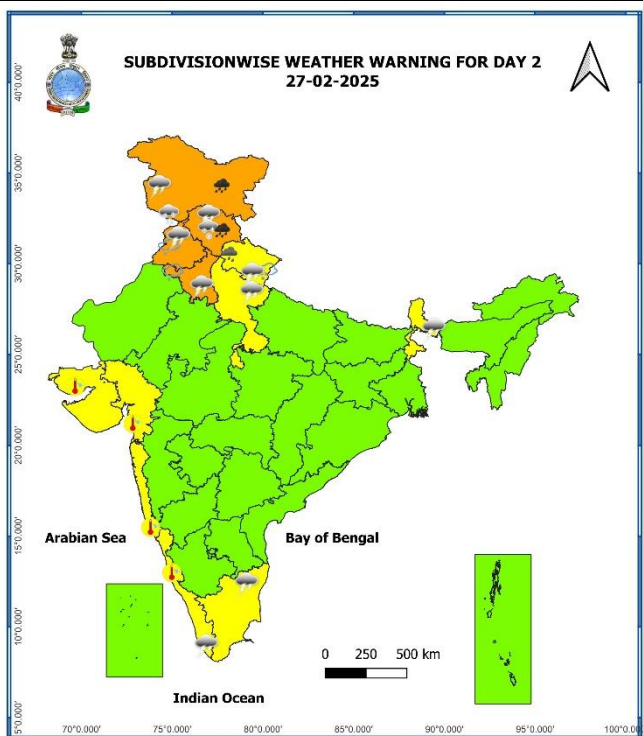 SUBDIVISIONWISE WEATHER WARNING FOR DAY 2
27-02-2025
40°0.000'
35°0.000'
30°0.000'
25°0.000'
20°0.000'
15°0.000'
10°0.000'
5°0.000'
Arabian Sea
Bay of Bengal
0 250 500 km
Indian Ocean
70°0.000' 75°0.000' 80°0.000' 85°0.000' 90°0.000' 95°0.000' 100°0.000'